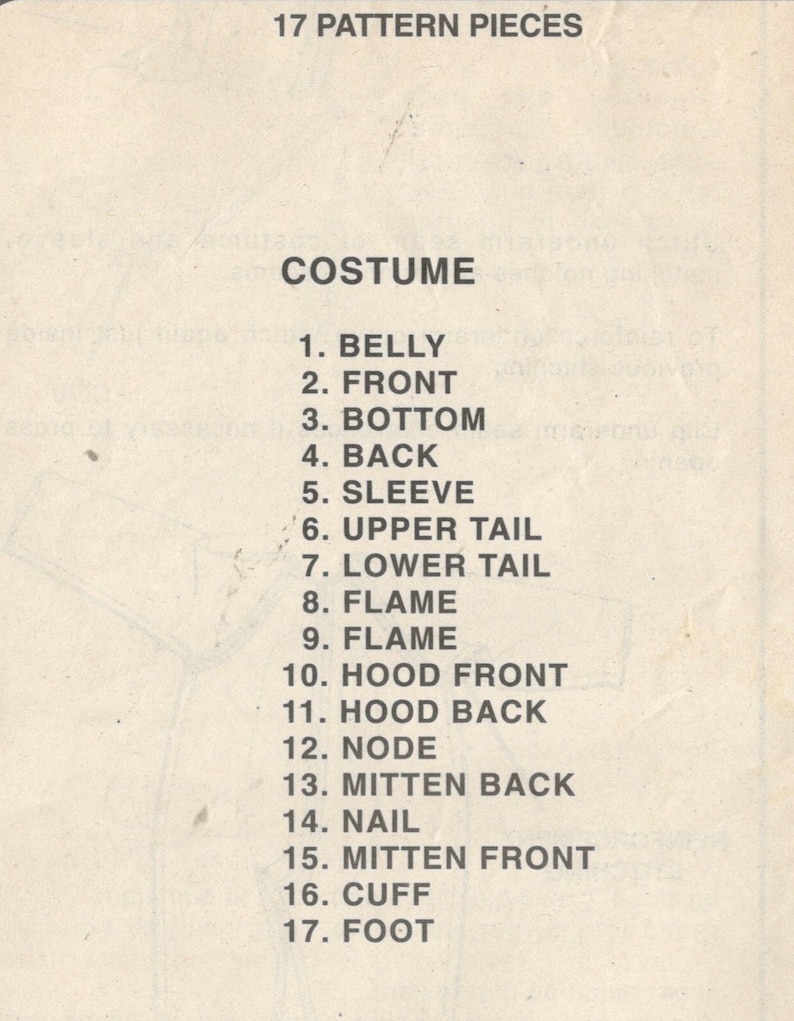 17 PATTERN PIECES
COSTUME
1. BELLY
2. FRONT
3. BOTTOM
4. BACK
5. SLEEVE
6. UPPER TAIL
7. LOWER TAIL
8. FLAME
9. FLAME
10. HOOD FRONT
11. HOOD BACK
12. NODE
13. MITTEN BACK
14. NAIL
15. MITTEN FRONT
16. CUFF
17. FOOT